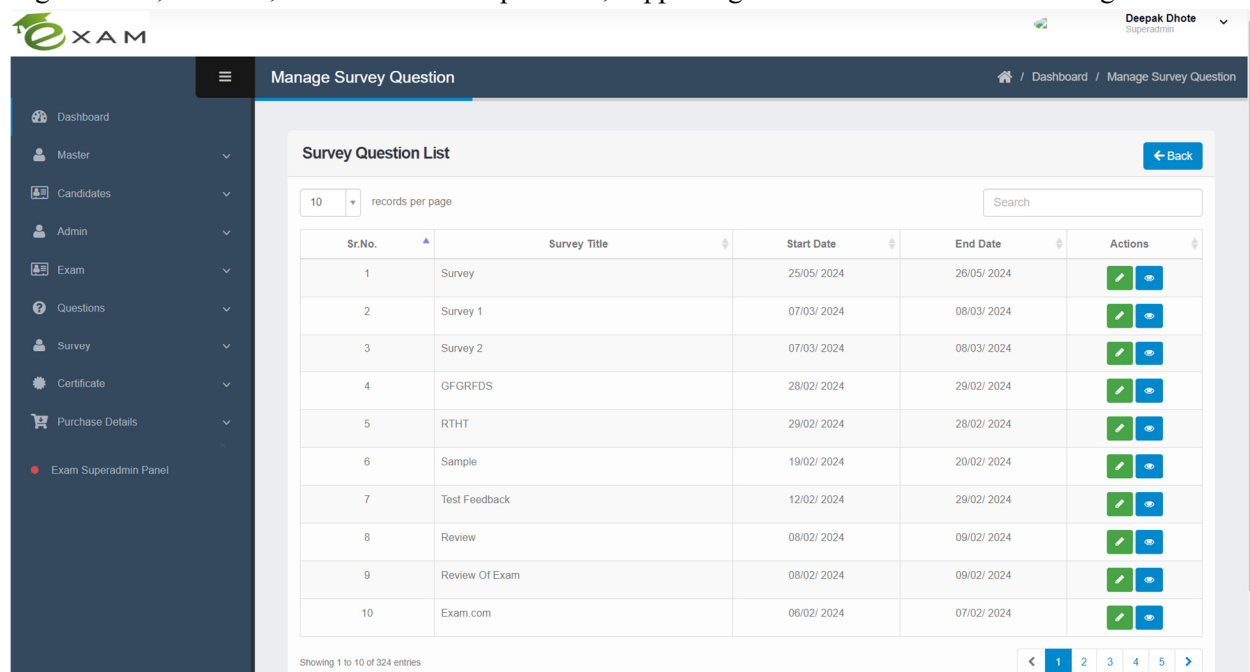 Deepak Dhote
Superadmin
exam
Manage Survey Question
/ Dashboard / Manage Survey Question
Dashboard
Master
Candidates
Admin
Exam
Questions
Survey
Certificate
Purchase Details
Exam Superadmin Panel
Survey Question List
Back
10 records per page
Search
Sr.No. Survey Title Start Date End Date Actions
1 Survey 25/05/ 2024 26/05/ 2024
2 Survey 1 07/03/ 2024 08/03/ 2024
3 Survey 2 07/03/ 2024 08/03/ 2024
4 GFGRFDS 28/02/ 2024 29/02/ 2024
5 RTHT 29/02/ 2024 28/02/ 2024
6 Sample 19/02/ 2024 20/02/ 2024
7 Test Feedback 12/02/ 2024 29/02/ 2024
8 Review 08/02/ 2024 09/02/ 2024
9 Review Of Exam 08/02/ 2024 09/02/ 2024
10 Exam.com 06/02/ 2024 07/02/ 2024
Showing 1 to 10 of 324 entries
1 2 3 4 5